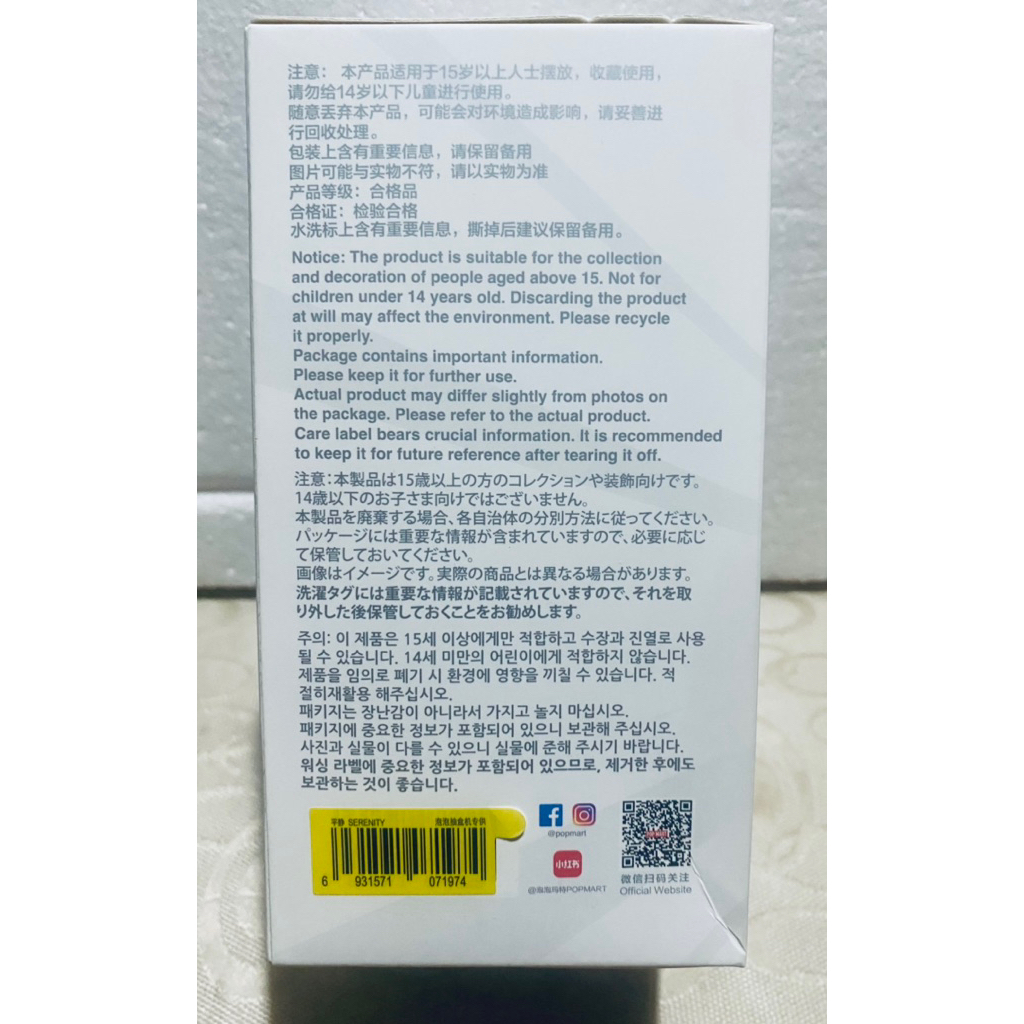 注意： 本产品适用于15岁以上人士摆放，收藏使用，
请勿给14岁以下儿童进行使用。
随意丢弃本产品，可能会对环境造成影响，请妥善进
行回收处理。
包装上含有重要信息，请保留备用
图片可能与实物不符，请以实物为准
产品等级：合格品
合格证：检验合格
水洗标上含有重要信息，撕掉后建议保留备用。
Notice: The product is suitable for the collection
and decoration of people aged above 15. Not for
children under 14 years old. Discarding the product
at will may affect the environment. Please recycle
it properly.
Package contains important information.
Please keep it for further use.
Actual product may differ slightly from photos on
the package. Please refer to the actual product.
Care label bears crucial information. It is recommended
to keep it for future reference after tearing it off.
注意：本製品は15歳以上の方のコレクションや装飾向けです。
14歳以下のお子さま向けではございません。
本製品を廃棄する場合、各自治体の分別方法に従ってください。
パッケージには重要な情報が含まれていますので、必要に応じ
て保管しておいてください。
画像はイメージです。実際の商品とは異なる場合があります。
洗濯タグには重要な情報が記載されていますので、それを取
り外した後保管しておくことをお勧めします。
주의: 이 제품은 15세 이상에게만 적합하고 수장과 진열로 사용
될 수 있습니다. 14세 미만의 어린이에게 적합하지 않습니다.
제품을 임의로 폐기 시 환경에 영향을 끼칠 수 있습니다. 적
절히재활용 해주십시오.
패키지는 장난감이 아니라서 가지고 놀지 마십시오.
패키지에 중요한 정보가 포함되어 있으니 보관해 주십시오.
사진과 실물이 다를 수 있으니 실물에 준해 주시기 바랍니다.
워싱 라벨에 중요한 정보가 포함되어 있으므로, 제거한 후에도
보관하는 것이 좋습니다.
平静 SERENITY 泡泡抽盒机专供
6 931571 071974
@popmart
小红书
@泡泡玛特POPMART
微信扫码关注
Official Website